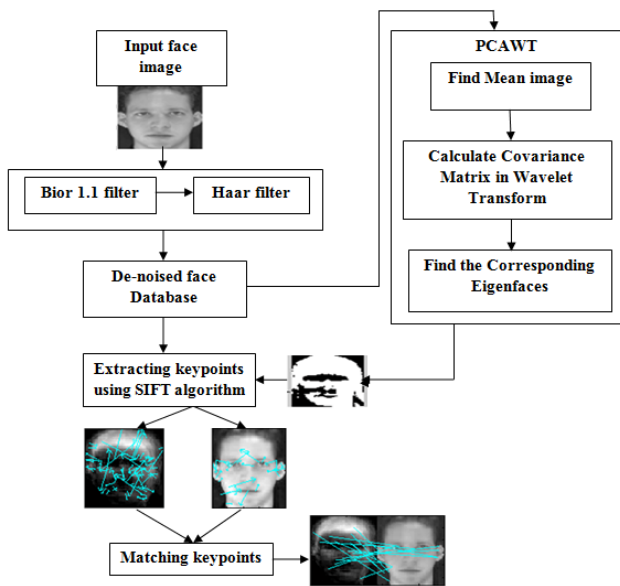 Input face
image
Bior 1.1 filter
Haar filter
De-noised face
Database
PCAWT
Find Mean image
Calculate Covariance
Matrix in Wavelet
Transform
Find the Corresponding
Eigenfaces
Extracting keypoints
using SIFT algorithm
Matching keypoints